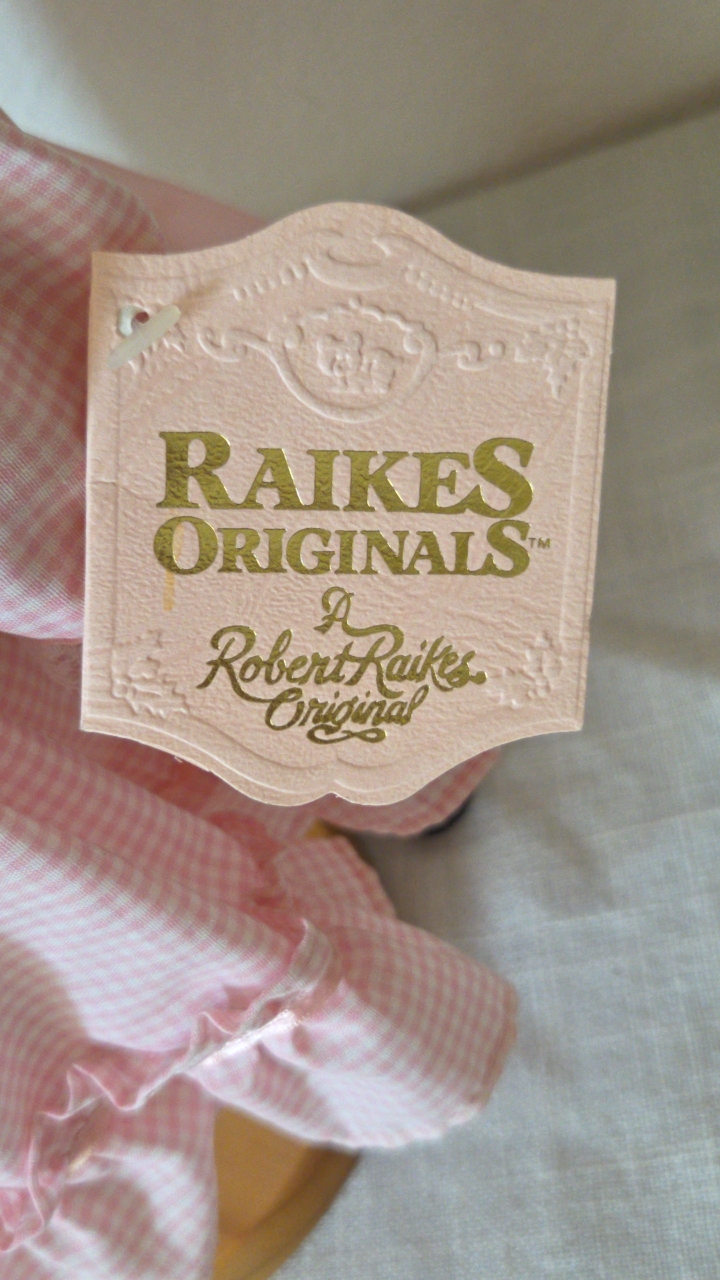 RAIKES
ORIGINALS™
A
Robert Raikes
Original